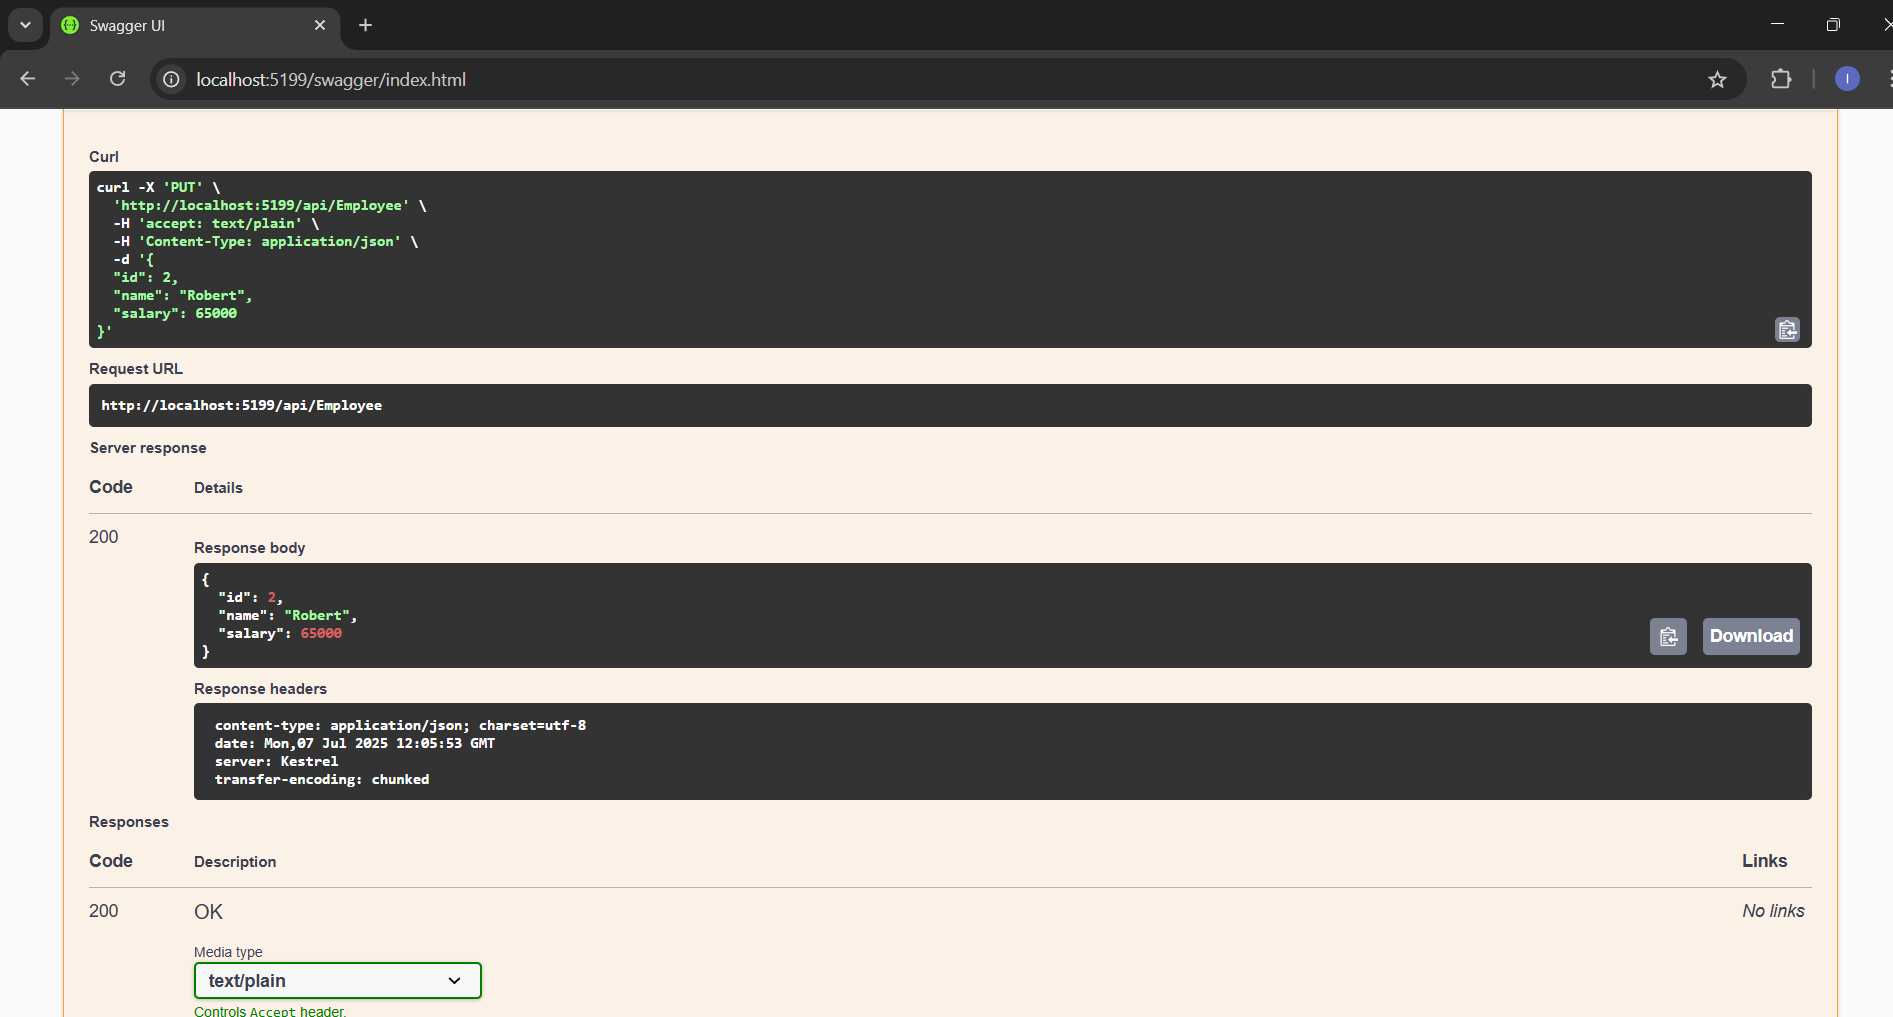 Swagger UI
localhost:5199/swagger/index.html
I
Curl
curl -X 'PUT' \
'http://localhost:5199/api/Employee' \
-H 'accept: text/plain' \
-H 'Content-Type: application/json' \
-d '{
"id": 2,
"name": "Robert",
"salary": 65000
}'
Request URL
http://localhost:5199/api/Employee
Server response
Code Details
200
Response body
{
"id": 2,
"name": "Robert",
"salary": 65000
}
Download
Response headers
content-type: application/json; charset=utf-8
date: Mon,07 Jul 2025 12:05:53 GMT
server: Kestrel
transfer-encoding: chunked
Responses
Code Description Links
200 OK No links
Media type
text/plain
Controls Accept header.